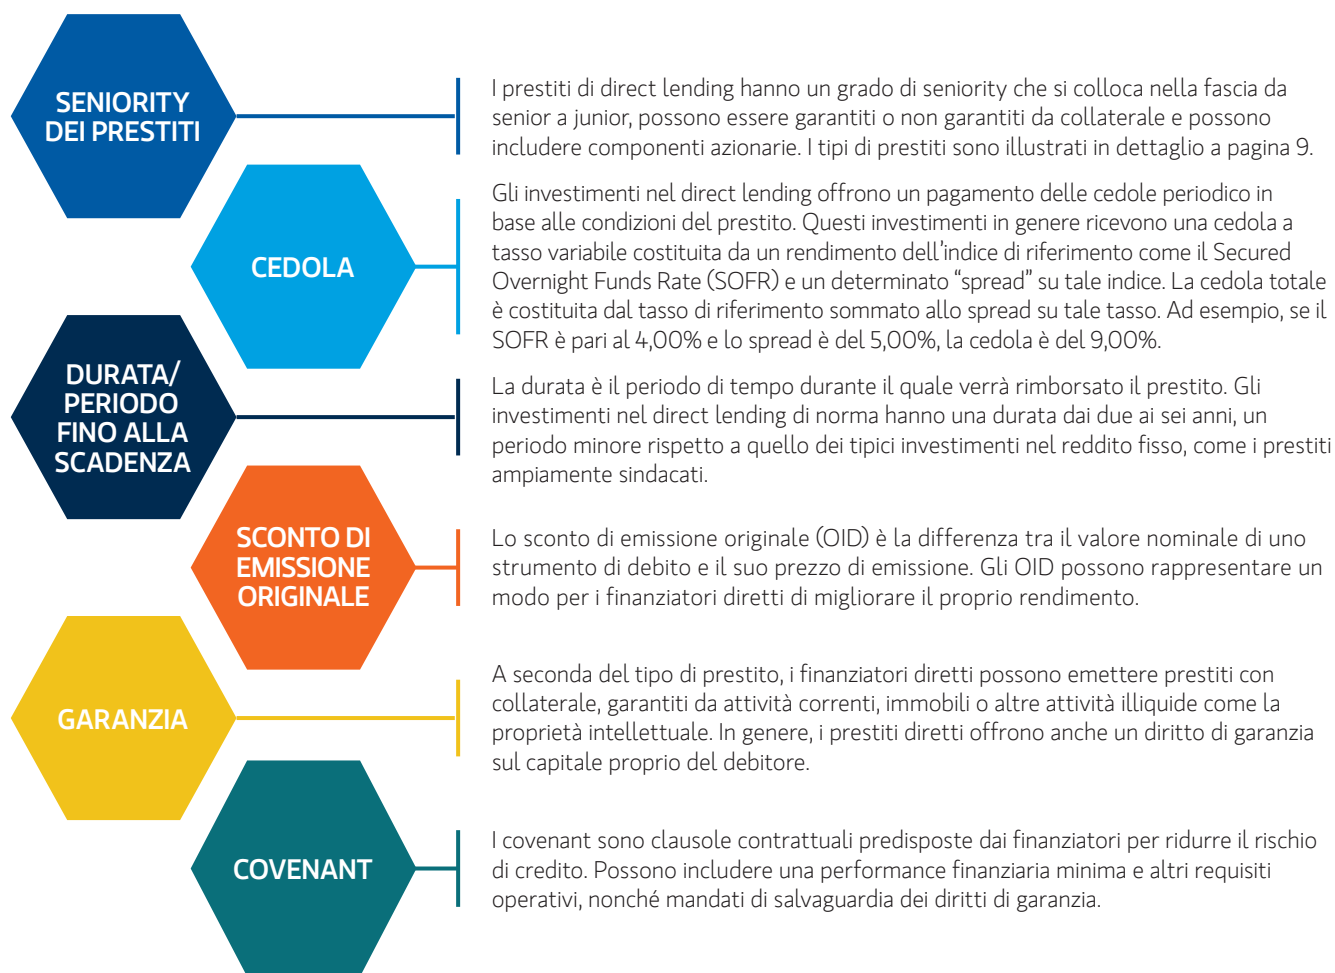 SENIORITY
DEI PRESTITI
I prestiti di direct lending hanno un grado di seniority che si colloca nella fascia da
senior a junior, possono essere garantiti o non garantiti da collaterale e possono
includere componenti azionarie. I tipi di prestiti sono illustrati in dettaglio a pagina 9.
CEDOLA
Gli investimenti nel direct lending offrono un pagamento delle cedole periodico in
base alle condizioni del prestito. Questi investimenti in genere ricevono una cedola a
tasso variabile costituita da un rendimento dell’indice di riferimento come il Secured
Overnight Funds Rate (SOFR) e un determinato “spread” su tale indice. La cedola totale
è costituita dal tasso di riferimento sommato allo spread su tale tasso. Ad esempio, se il
SOFR è pari al 4,00% e lo spread è del 5,00%, la cedola è del 9,00%.
DURATA/
PERIODO
FINO ALLA
SCADENZA
La durata è il periodo di tempo durante il quale verrà rimborsato il prestito. Gli
investimenti nel direct lending di norma hanno una durata dai due ai sei anni, un
periodo minore rispetto a quello dei tipici investimenti nel reddito fisso, come i prestiti
ampiamente sindacati.
SCONTO DI
EMISSIONE
ORIGINALE
Lo sconto di emissione originale (OID) è la differenza tra il valore nominale di uno
strumento di debito e il suo prezzo di emissione. Gli OID possono rappresentare un
modo per i finanziatori diretti di migliorare il proprio rendimento.
GARANZIA
A seconda del tipo di prestito, i finanziatori diretti possono emettere prestiti con
collaterale, garantiti da attività correnti, immobili o altre attività illiquide come la
proprietà intellettuale. In genere, i prestiti diretti offrono anche un diritto di garanzia
sul capitale proprio del debitore.
COVENANT
I covenant sono clausole contrattuali predisposte dai finanziatori per ridurre il rischio
di credito. Possono includere una performance finanziaria minima e altri requisiti
operativi, nonché mandati di salvaguardia dei diritti di garanzia.